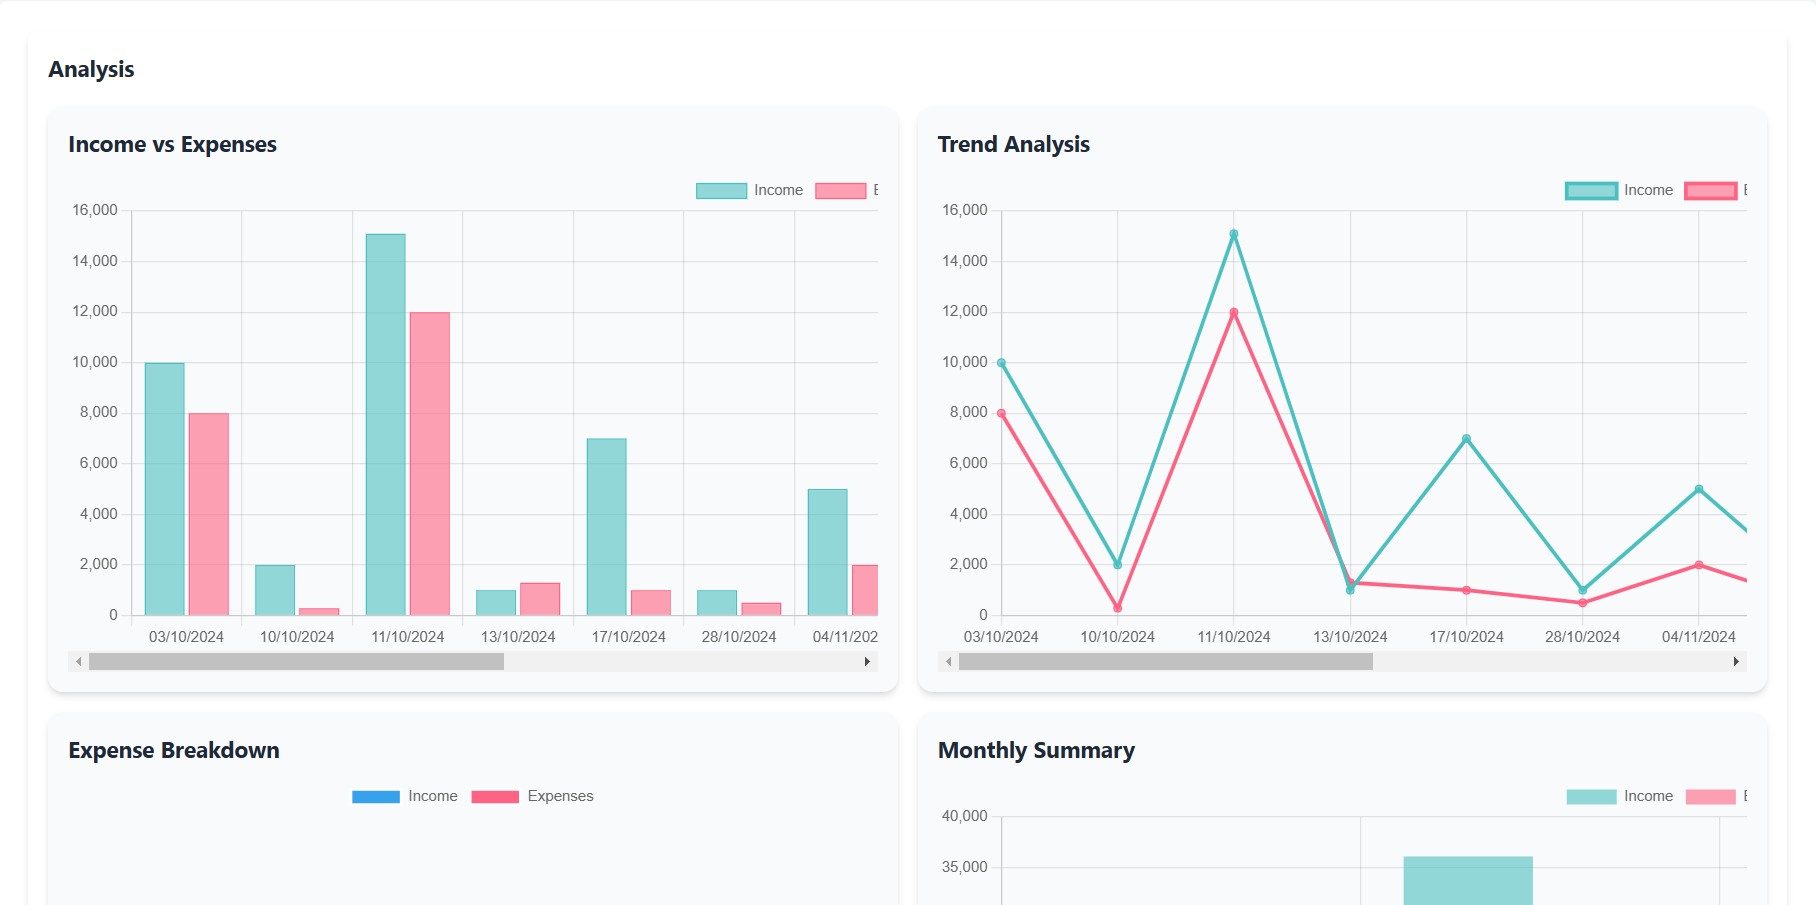 Analysis
Income vs Expenses
Income E
16,000
14,000
12,000
10,000
8,000
6,000
4,000
2,000
0
03/10/2024 10/10/2024 11/10/2024 13/10/2024 17/10/2024 28/10/2024 04/11/202
Trend Analysis
Income E
16,000
14,000
12,000
10,000
8,000
6,000
4,000
2,000
0
03/10/2024 10/10/2024 11/10/2024 13/10/2024 17/10/2024 28/10/2024 04/11/2024
Expense Breakdown
Income Expenses
Monthly Summary
Income E
40,000
35,000